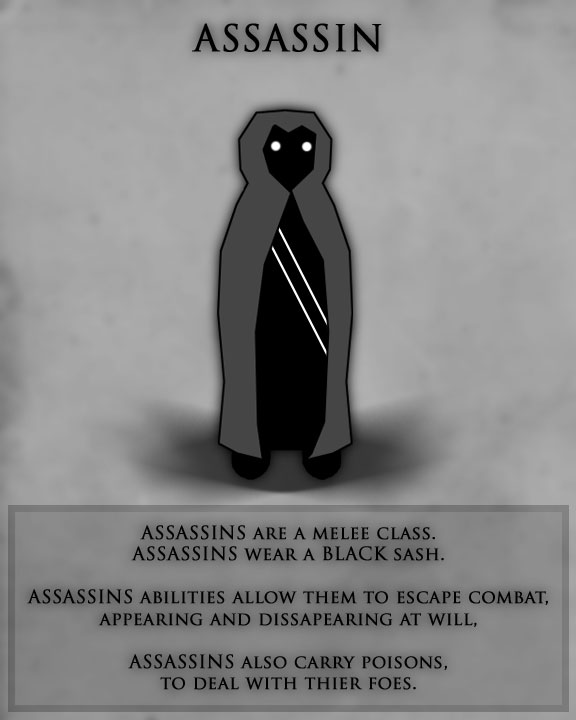 ASSASSIN
ASSASSINS ARE A MELEE CLASS.
ASSASSINS WEAR A BLACK SASH.
ASSASSINS ABILITIES ALLOW THEM TO ESCAPE COMBAT,
APPEARING AND DISSAPEARING AT WILL,
ASSASSINS ALSO CARRY POISONS,
TO DEAL WITH THIER FOES.